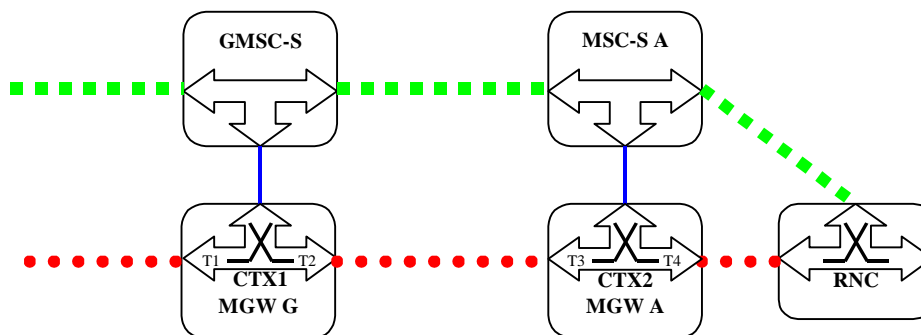 GMSC-S
MSC-S A
T1 T2
CTX1
MGW G
T3 T4
CTX2
MGW A
RNC